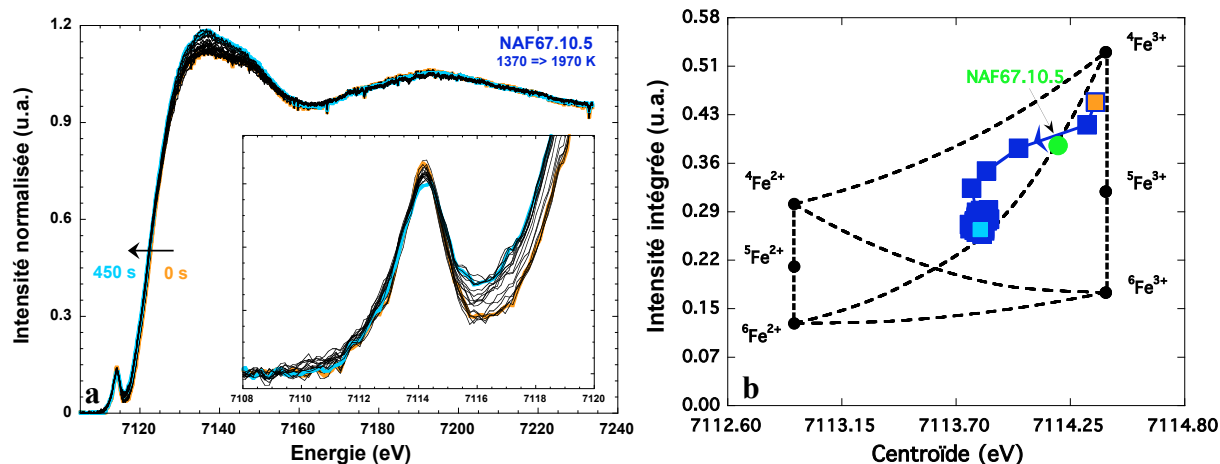 1.2
0.9
0.6
0.3
0
Intensité normalisée (u.a.)
NAF67.10.5
1370 => 1970 K
450 s
0 s
a
7108
7110
7112
7114
7116
7118
7120
7120
7140
7160
7180
7200
7220
7240
Energie (eV)
0.58
0.51
0.43
0.36
0.29
0.22
0.15
0.07
0.00
Intensité intégrée (u.a.)
⁴Fe³⁺
NAF67.10.5
⁴Fe²⁺
⁵Fe³⁺
⁵Fe²⁺
⁶Fe³⁺
⁶Fe²⁺
b
7112.60
7113.15
7113.70
7114.25
7114.80
Centroïde (eV)